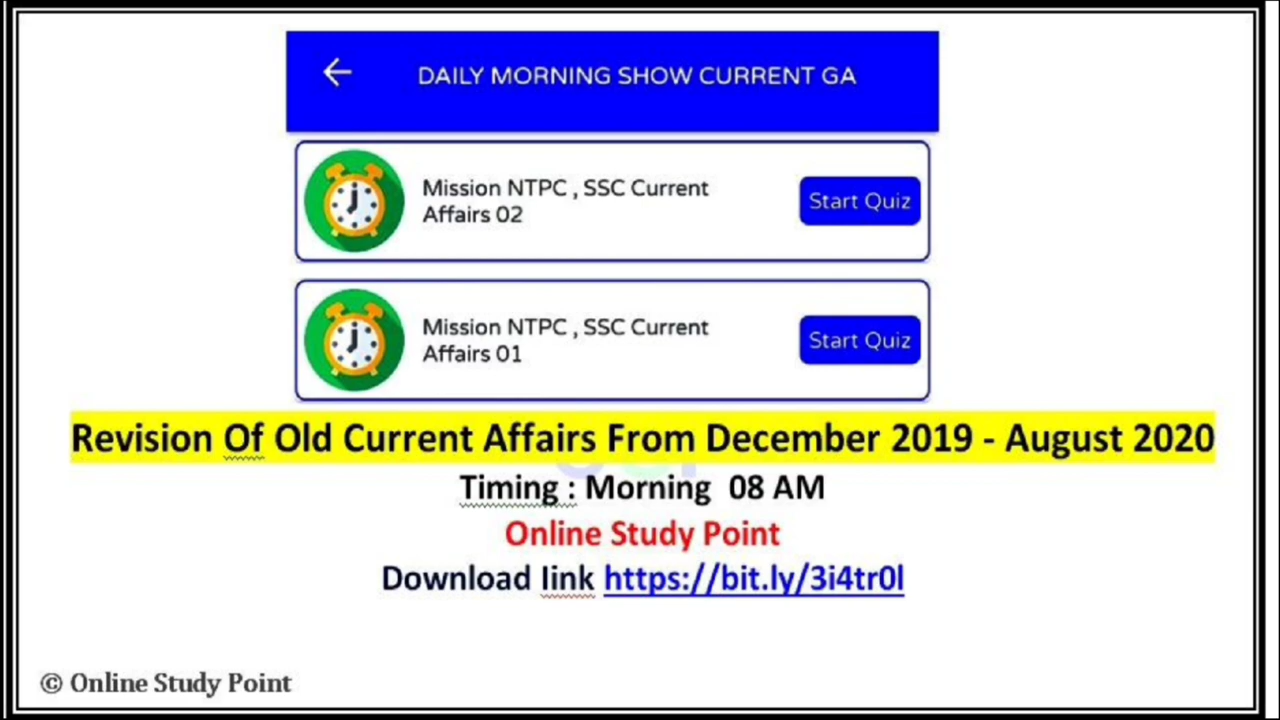 DAILY MORNING SHOW CURRENT GA
Mission NTPC , SSC Current
Affairs 02
Start Quiz
Mission NTPC , SSC Current
Affairs 01
Start Quiz
Revision Of Old Current Affairs From December 2019 - August 2020
Timing : Morning 08 AM
Online Study Point
Download link https://bit.ly/3i4tr0l
© Online Study Point